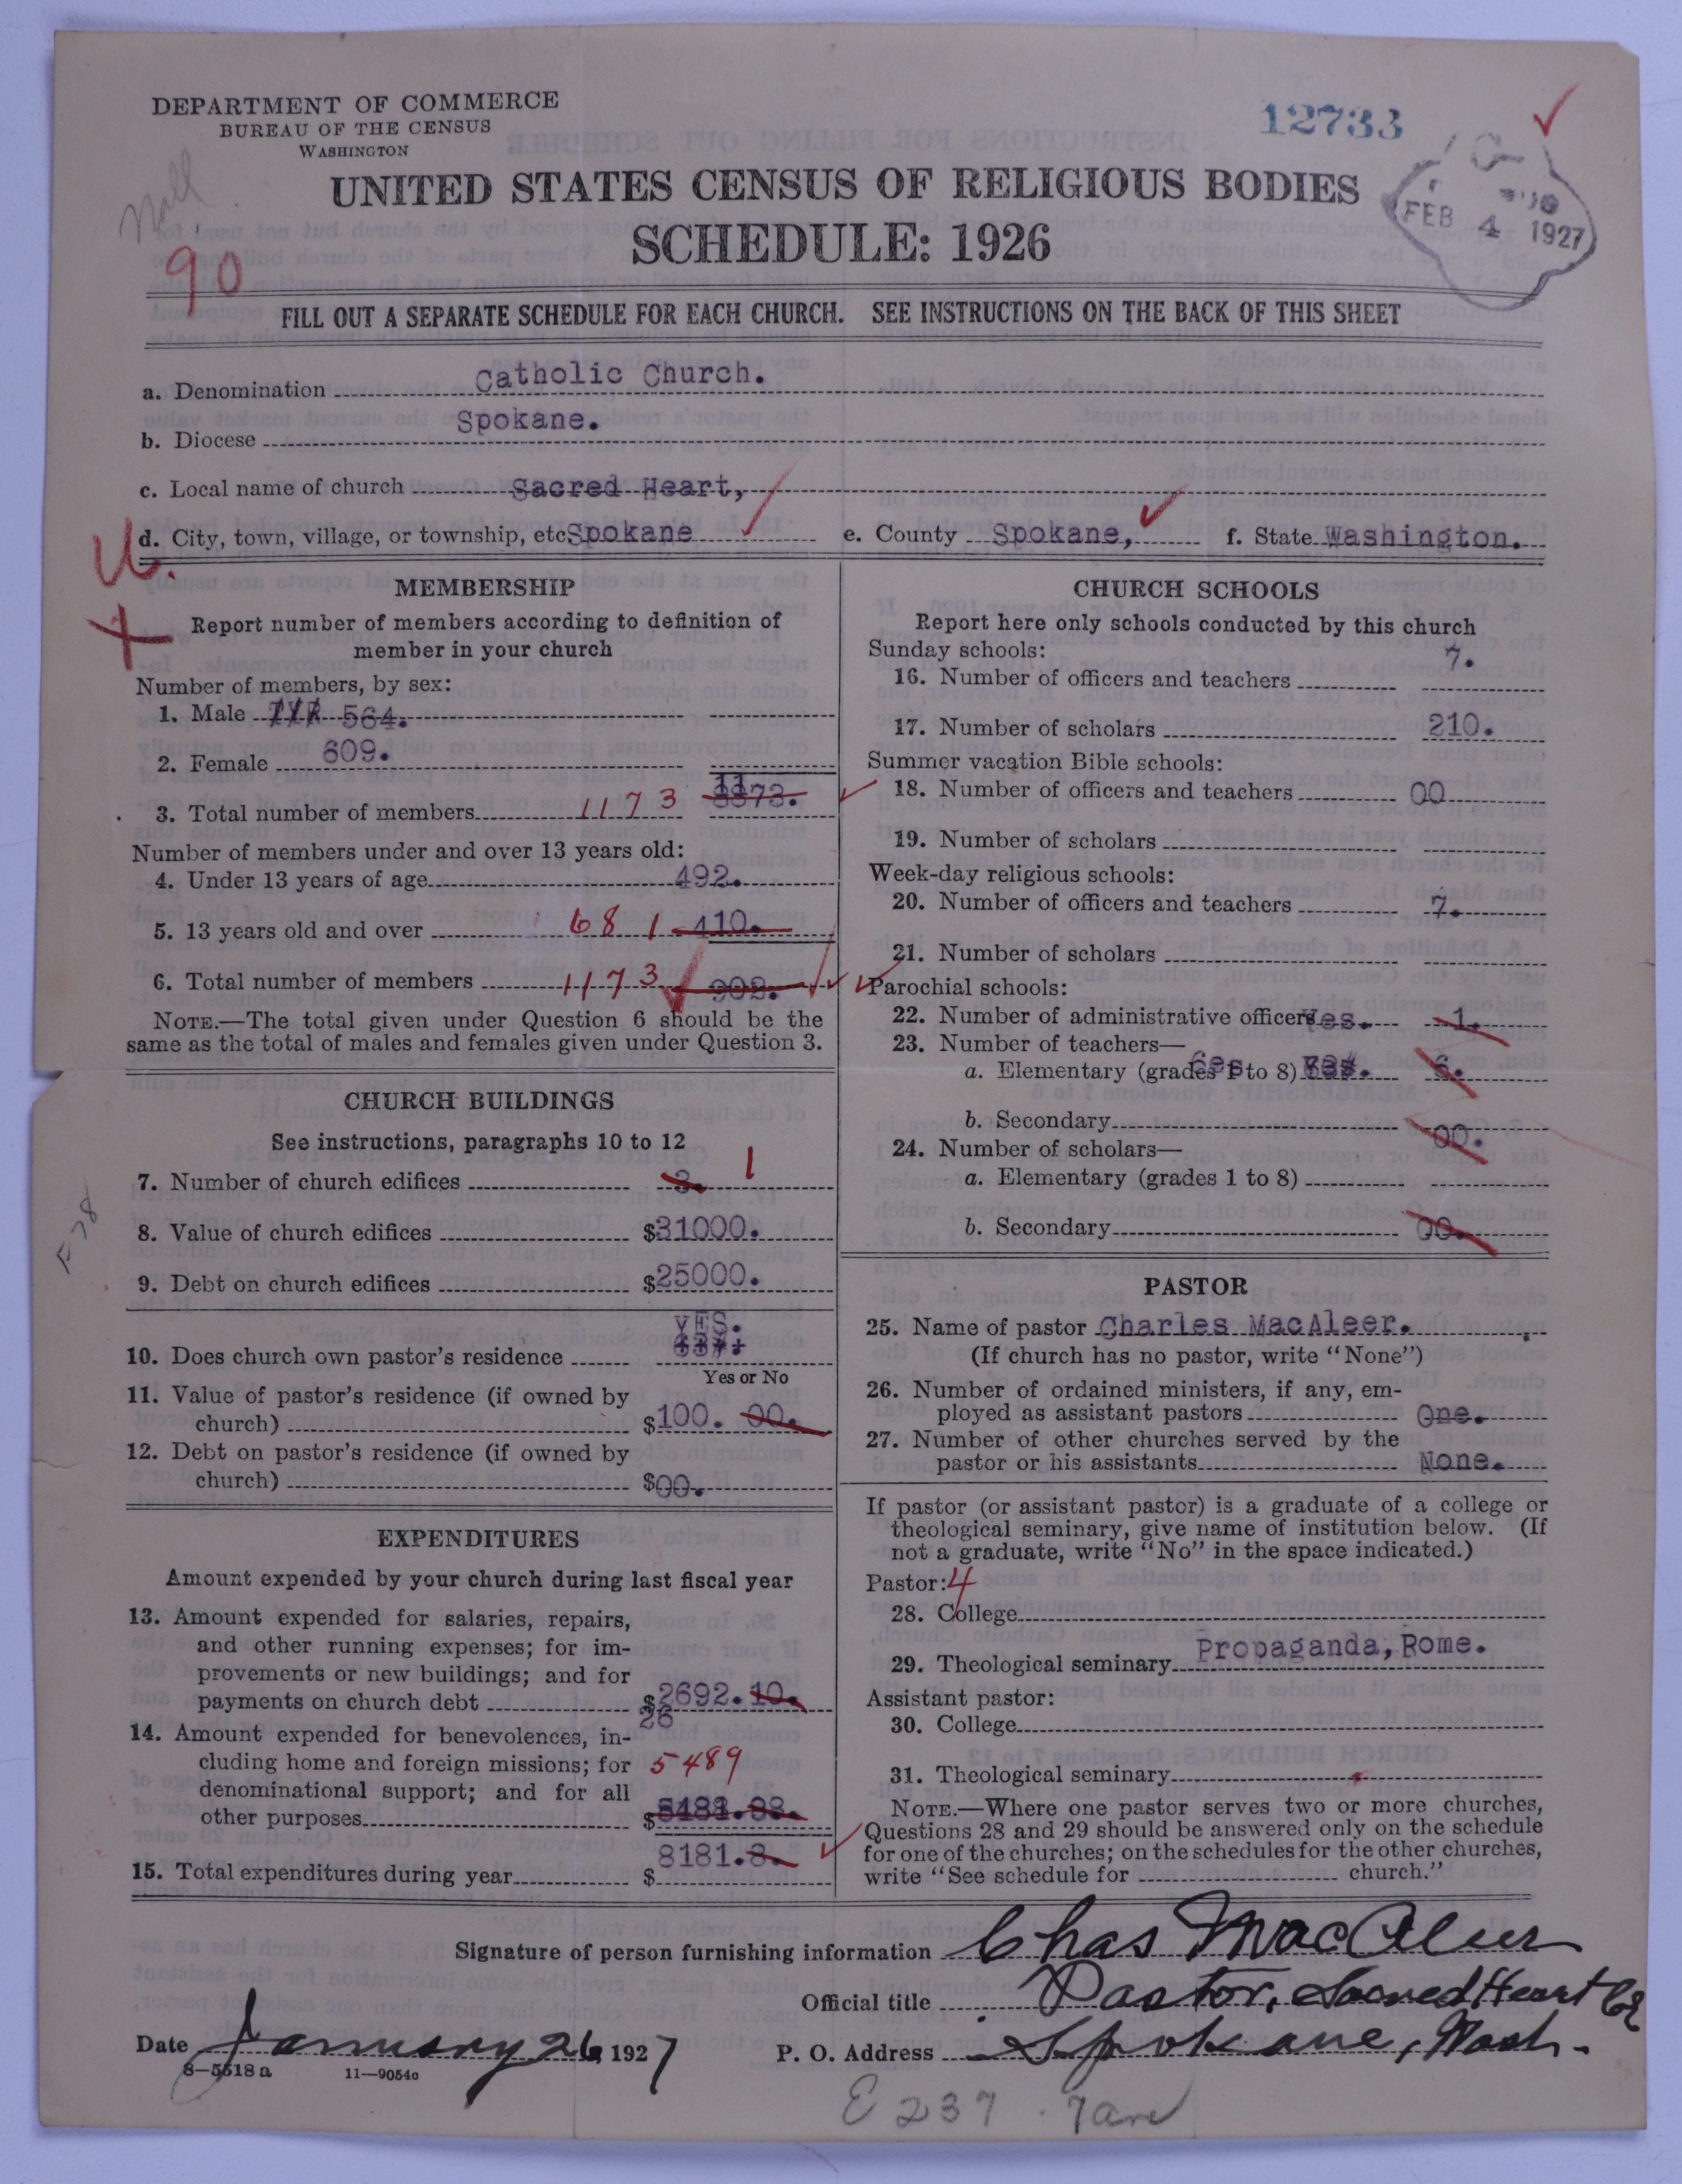 DEPARTMENT OF COMMERCE
BUREAU OF THE CENSUS
WASHINGTON
12733
UNITED STATES CENSUS OF RELIGIOUS BODIES
SCHEDULE: 1926
FEB 4 1927
90
FILL OUT A SEPARATE SCHEDULE FOR EACH CHURCH. SEE INSTRUCTIONS ON THE BACK OF THIS SHEET
a. Denomination Catholic Church.
b. Diocese Spokane.
c. Local name of church Sacred Heart,
d. City, town, village, or township, etc Spokane e. County Spokane, f. State Washington.
U.
MEMBERSHIP
Report number of members according to definition of
member in your church
Number of members, by sex:
1. Male 564.
2. Female 609.
3. Total number of members 1173
Number of members under and over 13 years old:
4. Under 13 years of age 492.
5. 13 years old and over 681 410.
6. Total number of members 1173 902.
NOTE.—The total given under Question 6 should be the
same as the total of males and females given under Question 3.
CHURCH BUILDINGS
See instructions, paragraphs 10 to 12
7. Number of church edifices 3. 1
8. Value of church edifices $31000.
9. Debt on church edifices $25000.
10. Does church own pastor's residence YES.
Yes or No
11. Value of pastor's residence (if owned by
church) $100. 00.
12. Debt on pastor's residence (if owned by
church) $00.
EXPENDITURES
Amount expended by your church during last fiscal year
13. Amount expended for salaries, repairs,
and other running expenses; for im-
provements or new buildings; and for
payments on church debt $2692.10.
26
14. Amount expended for benevolences, in-
cluding home and foreign missions; for 5489
denominational support; and for all
other purposes $
15. Total expenditures during year $8181.8.
CHURCH SCHOOLS
Report here only schools conducted by this church
Sunday schools:
16. Number of officers and teachers 7.
17. Number of scholars 210.
Summer vacation Bible schools:
18. Number of officers and teachers 00
19. Number of scholars
Week-day religious schools:
20. Number of officers and teachers 7.
21. Number of scholars
Parochial schools:
22. Number of administrative officers Yes. 1.
23. Number of teachers—
a. Elementary (grades 1 to 8) 6.
b. Secondary 00.
24. Number of scholars—
a. Elementary (grades 1 to 8)
b. Secondary 00.
PASTOR
25. Name of pastor Charles MacAleer.
(If church has no pastor, write "None")
26. Number of ordained ministers, if any, em-
ployed as assistant pastors One.
27. Number of other churches served by the
pastor or his assistants None.
If pastor (or assistant pastor) is a graduate of a college or
theological seminary, give name of institution below. (If
not a graduate, write "No" in the space indicated.)
Pastor: 4
28. College
29. Theological seminary Propaganda, Rome.
Assistant pastor:
30. College
31. Theological seminary
NOTE.—Where one pastor serves two or more churches,
Questions 28 and 29 should be answered only on the schedule
for one of the churches; on the schedules for the other churches,
write "See schedule for church."
Signature of person furnishing information Chas MacAleer
Official title Pastor, Sacred Heart Ch
Date January 26, 1927 P. O. Address Spokane, Wash.
8—5518a 11—9054c
E 237